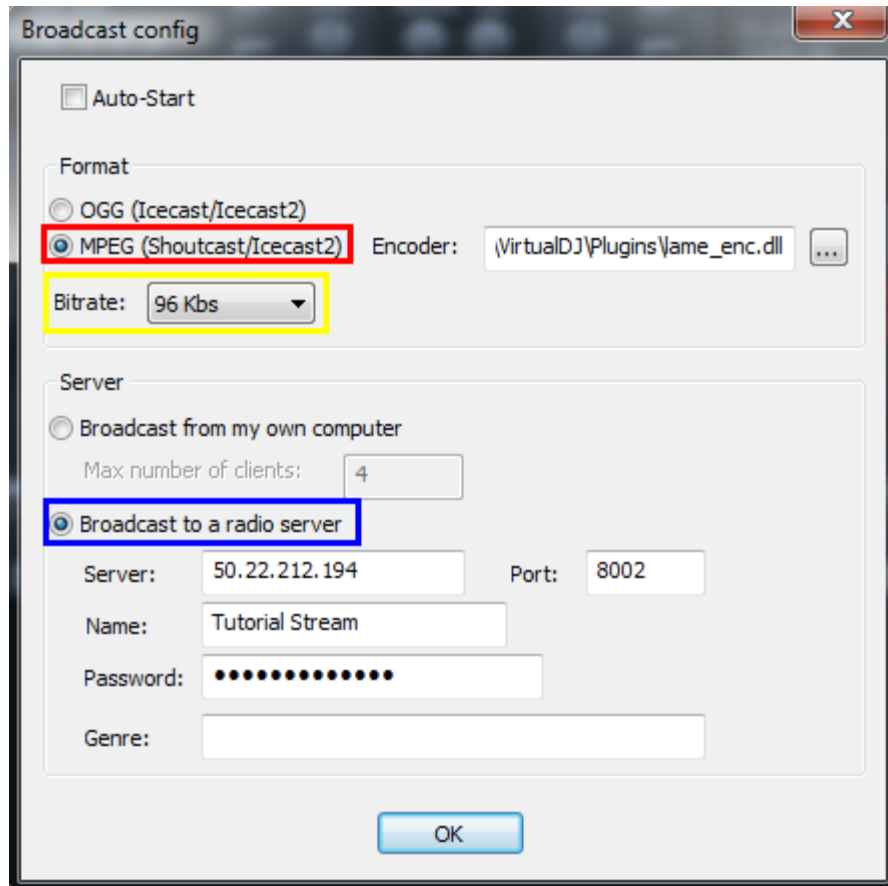 Broadcast config
Auto-Start
Format
OGG (Icecast/Icecast2)
MPEG (Shoutcast/Icecast2) Encoder: \VirtualDJ\Plugins\lame_enc.dll ...
Bitrate: 96 Kbs
Server
Broadcast from my own computer
Max number of clients: 4
Broadcast to a radio server
Server: 50.22.212.194 Port: 8002
Name: Tutorial Stream
Password: •••••••••••••
Genre:
OK